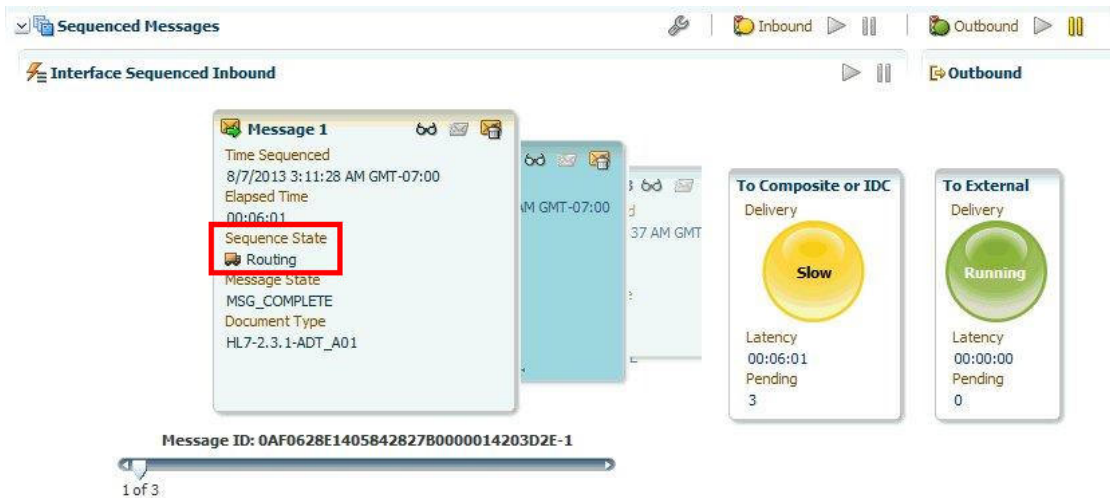 Sequenced Messages
Inbound
Outbound
Interface Sequenced Inbound
Outbound
Message 1
Time Sequenced
8/7/2013 3:11:28 AM GMT-07:00
Elapsed Time
00:06:01
Sequence State
Routing
Message State
MSG_COMPLETE
Document Type
HL7-2.3.1-ADT_A01
AM GMT-07:00
37 AM GMT
To Composite or IDC
Delivery
Slow
Latency
00:06:01
Pending
3
To External
Delivery
Running
Latency
00:00:00
Pending
0
Message ID: 0AF0628E1405842827B0000014203D2E-1
1 of 3